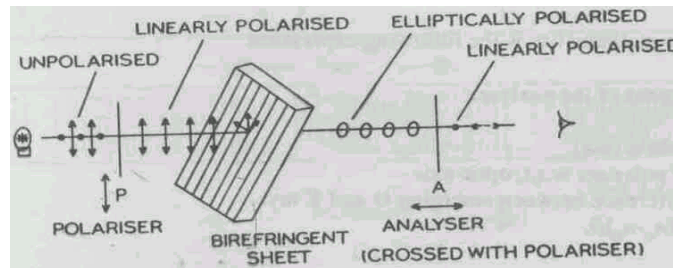 LINEARLY POLARISED
ELLIPTICALLY POLARISED
UNPOLARISED
LINEARLY POLARISED
P
A
POLARISER
BIREFRINGENT
SHEET
ANALYSER
(CROSSED WITH POLARISER)